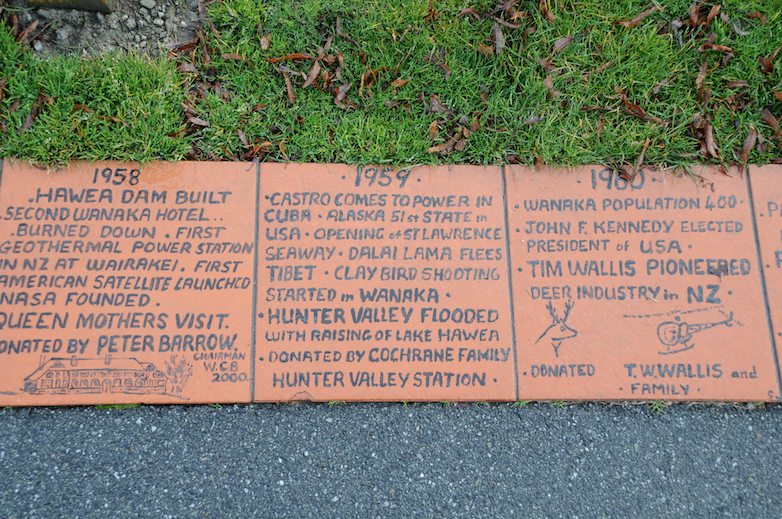 1958
.HAWEA DAM BUILT
SECOND WANAKA HOTEL..
BURNED DOWN . FIRST
GEOTHERMAL POWER STATION
IN NZ AT WAIRAKEI. FIRST
AMERICAN SATELLITE LAUNCHED
NASA FOUNDED.
QUEEN MOTHERS VISIT.
DONATED BY PETER BARROW.
CHAIRMAN
W.C.B
2000.
· 1959 ·
·CASTRO COMES TO POWER IN
CUBA · ALASKA 51st STATE in
USA · OPENING of ST LAWRENCE
SEAWAY · DALAI LAMA FLEES
TIBET · CLAY BIRD SHOOTING
STARTED in WANAKA ·
·HUNTER VALLEY FLOODED
WITH RAISING OF LAKE HAWEA
·DONATED BY COCHRANE FAMILY
HUNTER VALLEY STATION ·
· 1960 ·
·WANAKA POPULATION 400·
JOHN F. KENNEDY ELECTED
PRESIDENT of USA ·
·TIM WALLIS PIONEERED
DEER INDUSTRY in NZ ·
·DONATED T.W.WALLIS and
FAMILY ·